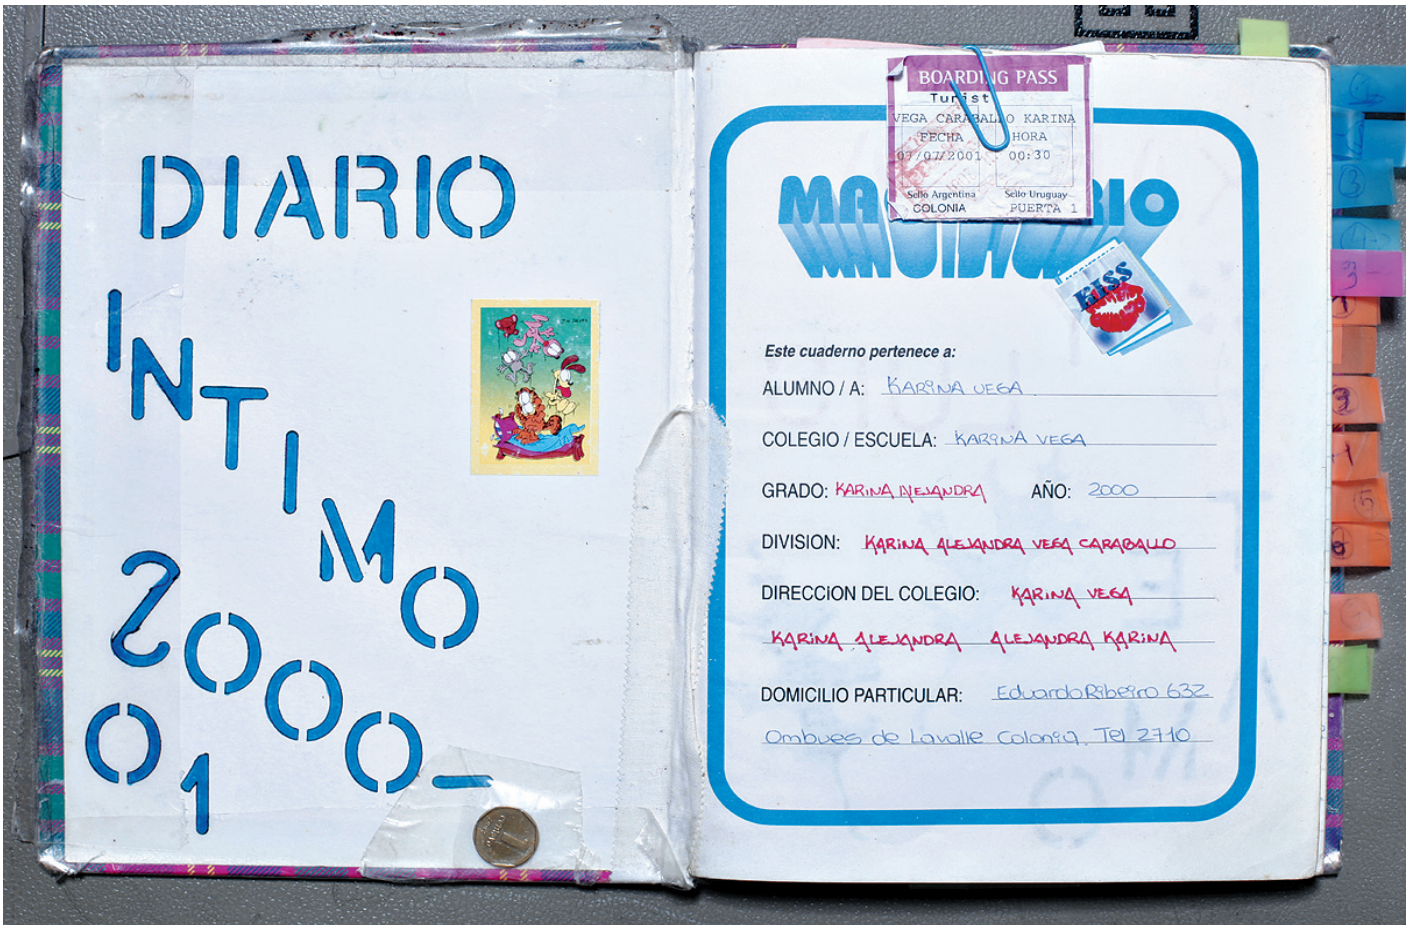 DIARIO
INTIMO
2000_
01
BOARDING PASS
Turist
VEGA CARABALLO KARINA
FECHA HORA
07/07/2001 00:30
Sello Argentina Sello Uruguay
COLONIA PUERTA 1
KISS
Este cuaderno pertenece a:
ALUMNO / A: KARINA VEGA
COLEGIO / ESCUELA: KARINA VEGA
GRADO: KARINA ALEJANDRA AÑO: 2000
DIVISION: KARINA ALEJANDRA VEGA CARABALLO
DIRECCION DEL COLEGIO: KARINA VEGA
KARINA ALEJANDRA ALEJANDRA KARINA
DOMICILIO PARTICULAR: Eduardo Ribeiro 632
Ombues de Lavalle Colonia. Tel 2710